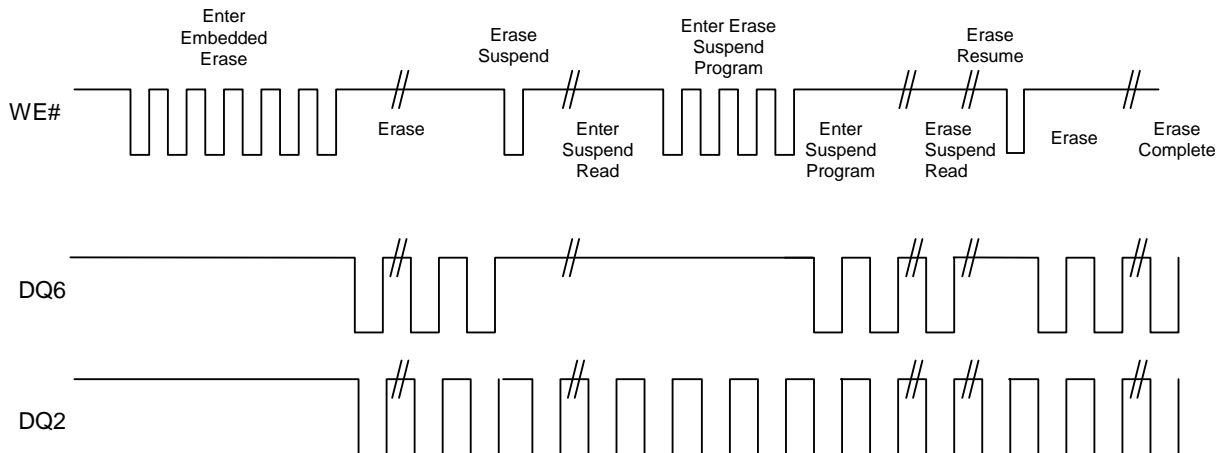 Enter
Embedded
Erase
Erase
Suspend
Enter Erase
Suspend
Program
Erase
Resume
WE#
Erase
Enter
Suspend
Read
Enter
Suspend
Program
Erase
Suspend
Read
Erase
Erase
Complete
DQ6
DQ2